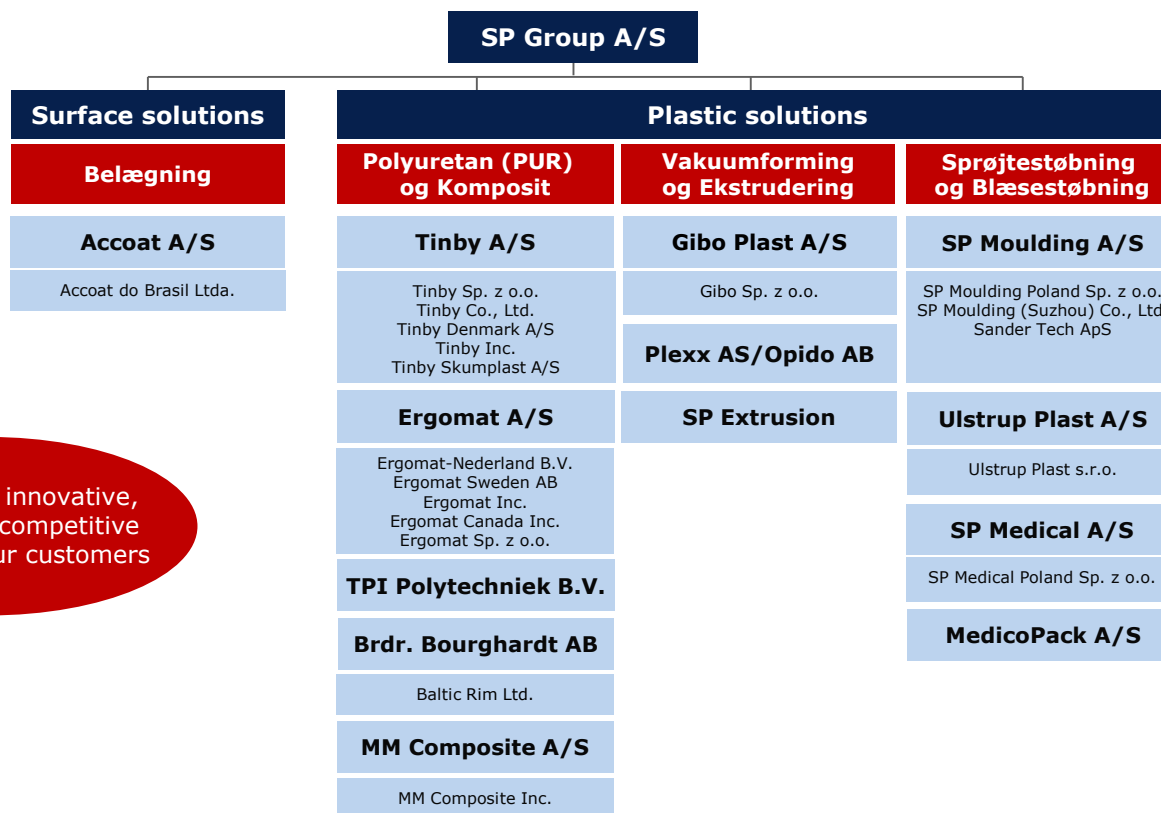 SP Group A/S
Surface solutions
Belægning
Accoat A/S
Accoat do Brasil Ltda.
innovative,
competitive
ur customers
Plastic solutions
Polyuretan (PUR)
og Komposit
Tinby A/S
Tinby Sp. z o.o.
Tinby Co., Ltd.
Tinby Denmark A/S
Tinby Inc.
Tinby Skumplast A/S
Ergomat A/S
Ergomat-Nederland B.V.
Ergomat Sweden AB
Ergomat Inc.
Ergomat Canada Inc.
Ergomat Sp. z o.o.
TPI Polytechniek B.V.
Brdr. Bourghardt AB
Baltic Rim Ltd.
MM Composite A/S
MM Composite Inc.
Vakuumforming
og Ekstrudering
Gibo Plast A/S
Gibo Sp. z o.o.
Plexx AS/Opido AB
SP Extrusion
Sprøjtestøbning
og Blæsestøbning
SP Moulding A/S
SP Moulding Poland Sp. z o.o.
SP Moulding (Suzhou) Co., Ltd
Sander Tech ApS
Ulstrup Plast A/S
Ulstrup Plast s.r.o.
SP Medical A/S
SP Medical Poland Sp. z o.o.
MedicoPack A/S